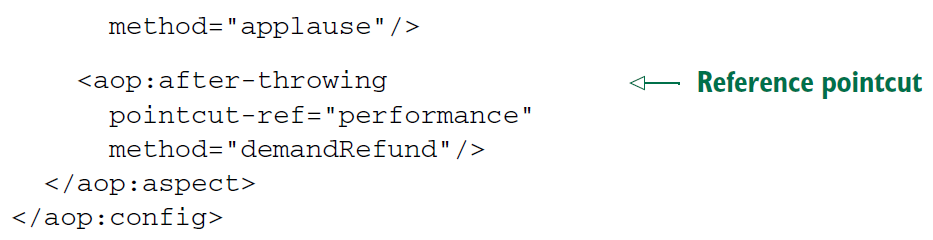 method="applause"/>
<aop:after-throwing
Reference pointcut
pointcut-ref="performance"
method="demandRefund"/>
</aop:aspect>
</aop:config>